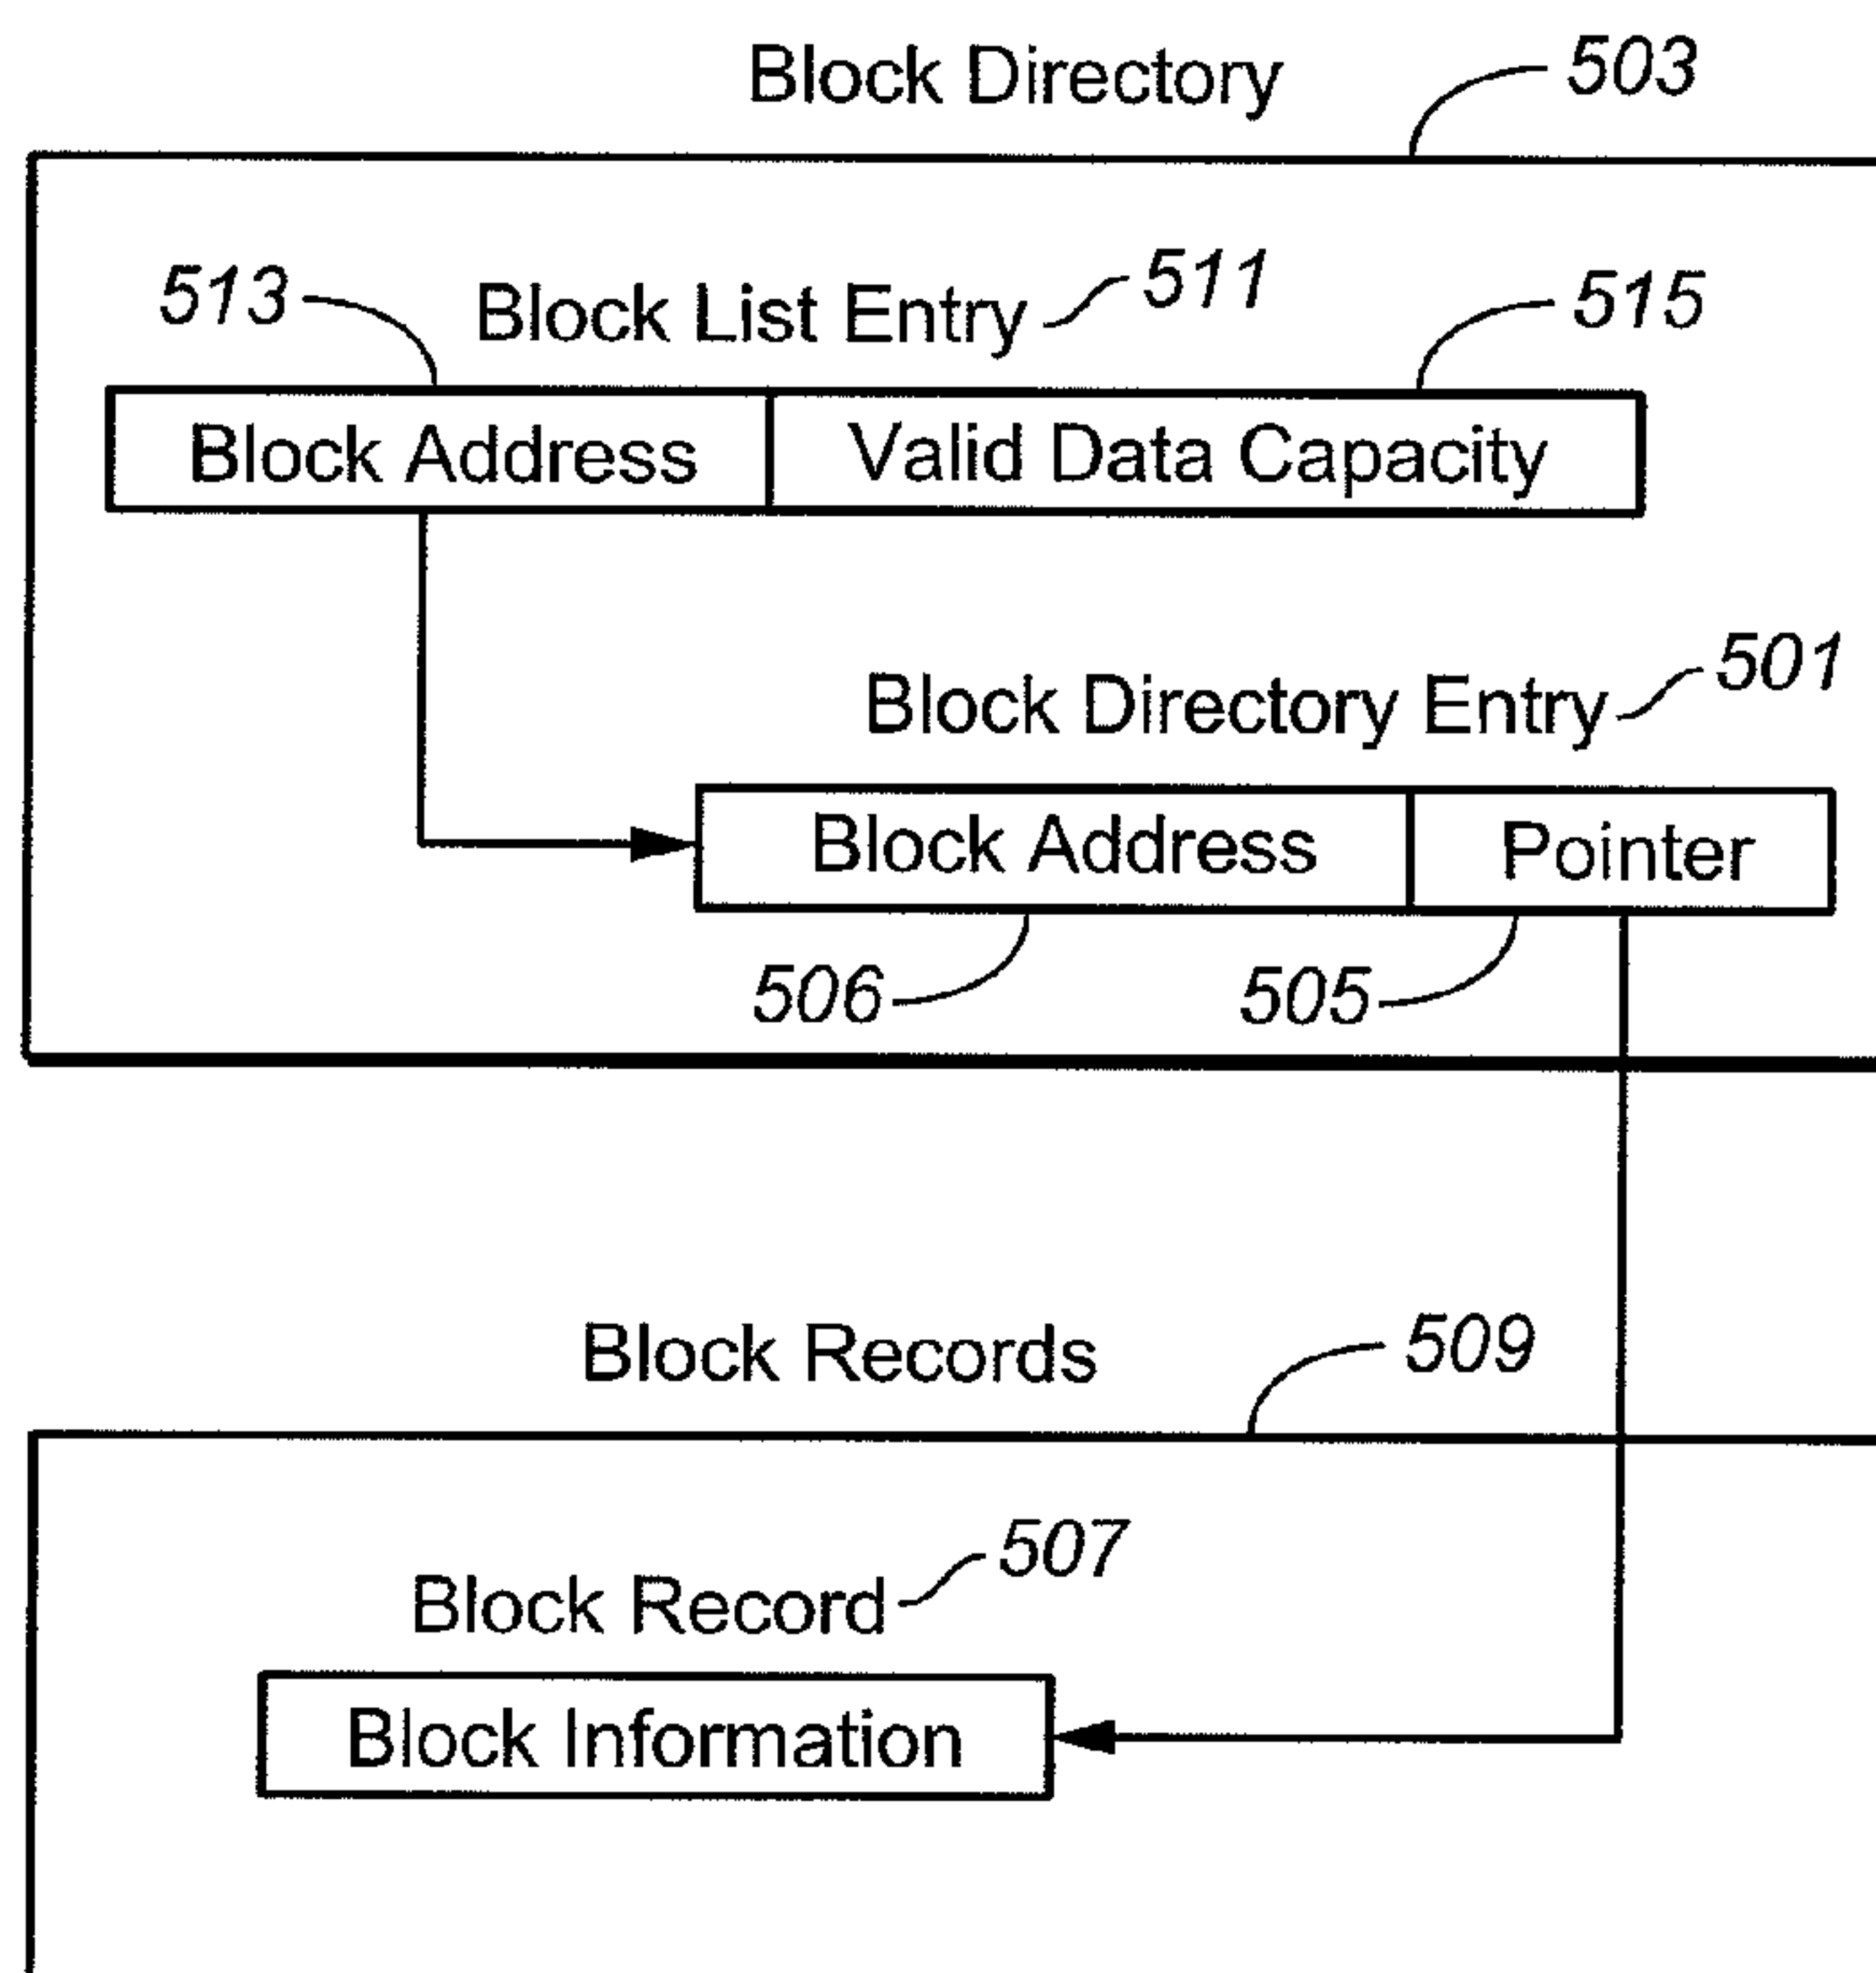 Block Directory 503
513 Block List Entry 511 515
Block Address Valid Data Capacity
Block Directory Entry 501
Block Address Pointer
506 505
Block Records 509
Block Record 507
Block Information